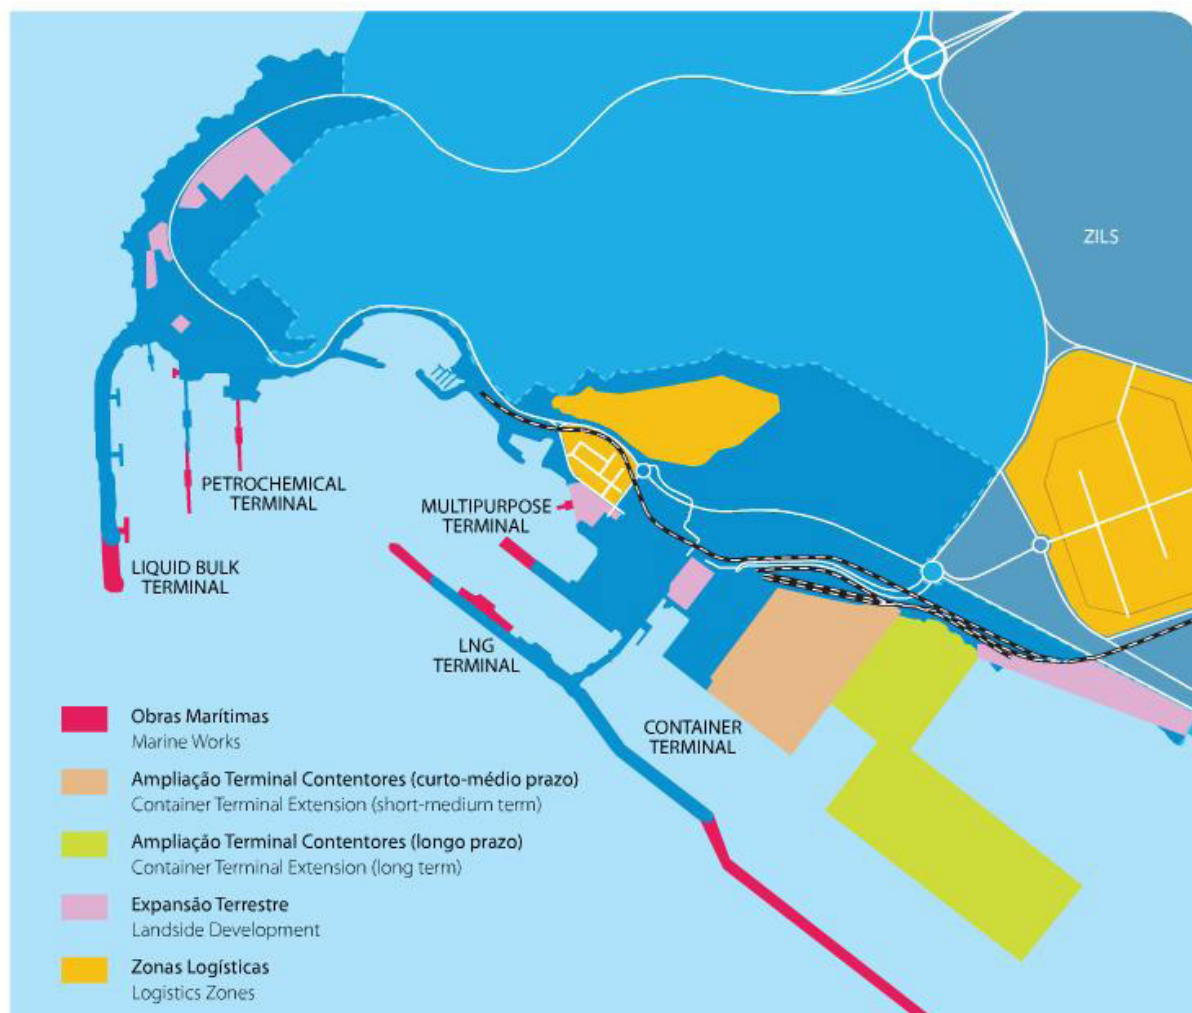 ZILS
PETROCHEMICAL
TERMINAL
MULTIPURPOSE
TERMINAL
LIQUID BULK
TERMINAL
LNG
TERMINAL
CONTAINER
TERMINAL
Obras Marítimas
Marine Works
Ampliação Terminal Contentores (curto-médio prazo)
Container Terminal Extension (short-medium term)
Ampliação Terminal Contentores (longo prazo)
Container Terminal Extension (long term)
Expansão Terrestre
Landside Development
Zonas Logísticas
Logistics Zones